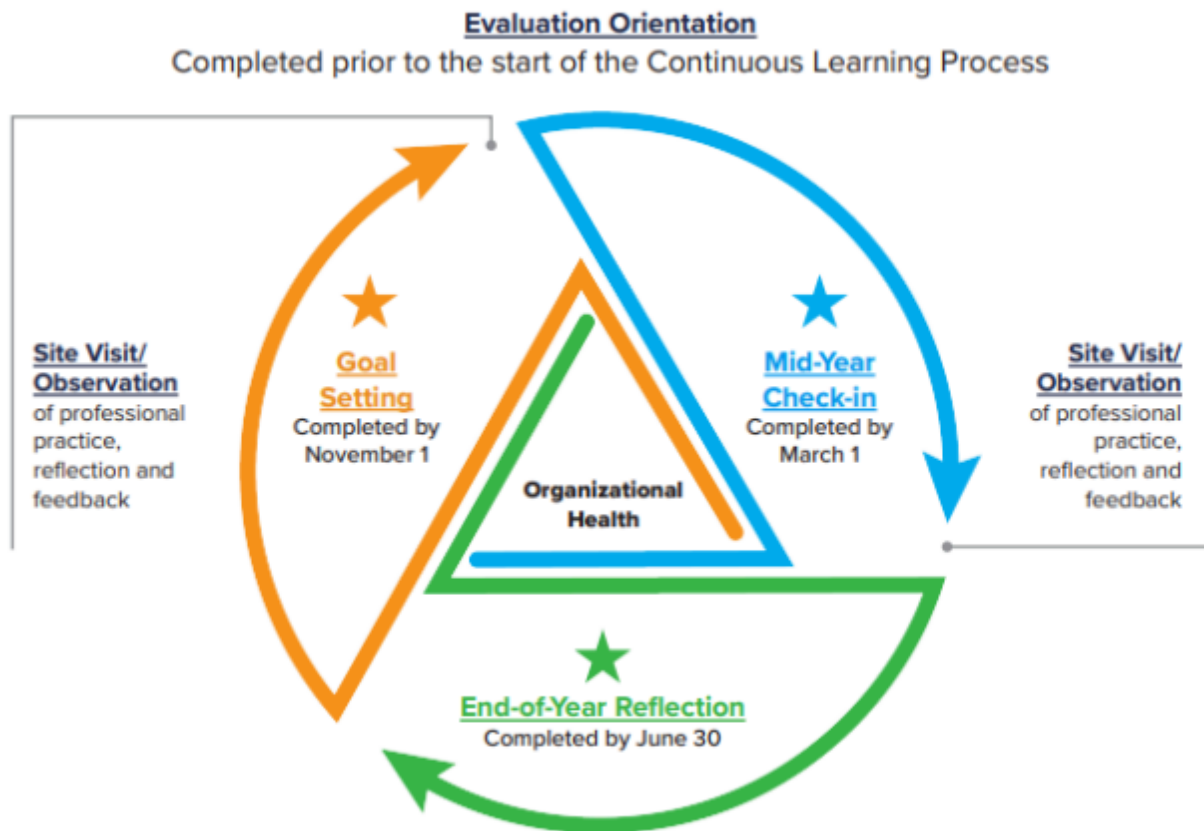 Evaluation Orientation
Completed prior to the start of the Continuous Learning Process
Site Visit/
Observation
of professional
practice,
reflection and
feedback
Goal
Setting
Completed by
November 1
Mid-Year
Check-in
Completed by
March 1
Site Visit/
Observation
of professional
practice,
reflection and
feedback
Organizational
Health
End-of-Year Reflection
Completed by June 30